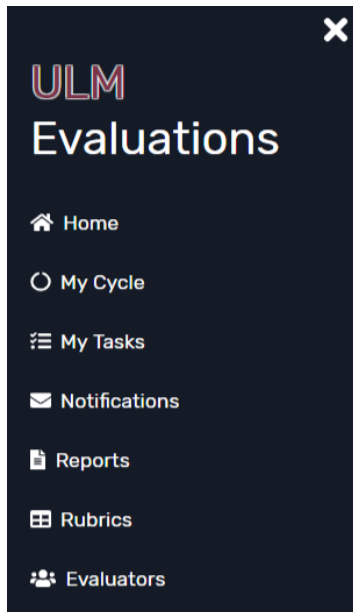 ULM
Evaluations
Home
My Cycle
My Tasks
Notifications
Reports
Rubrics
Evaluators